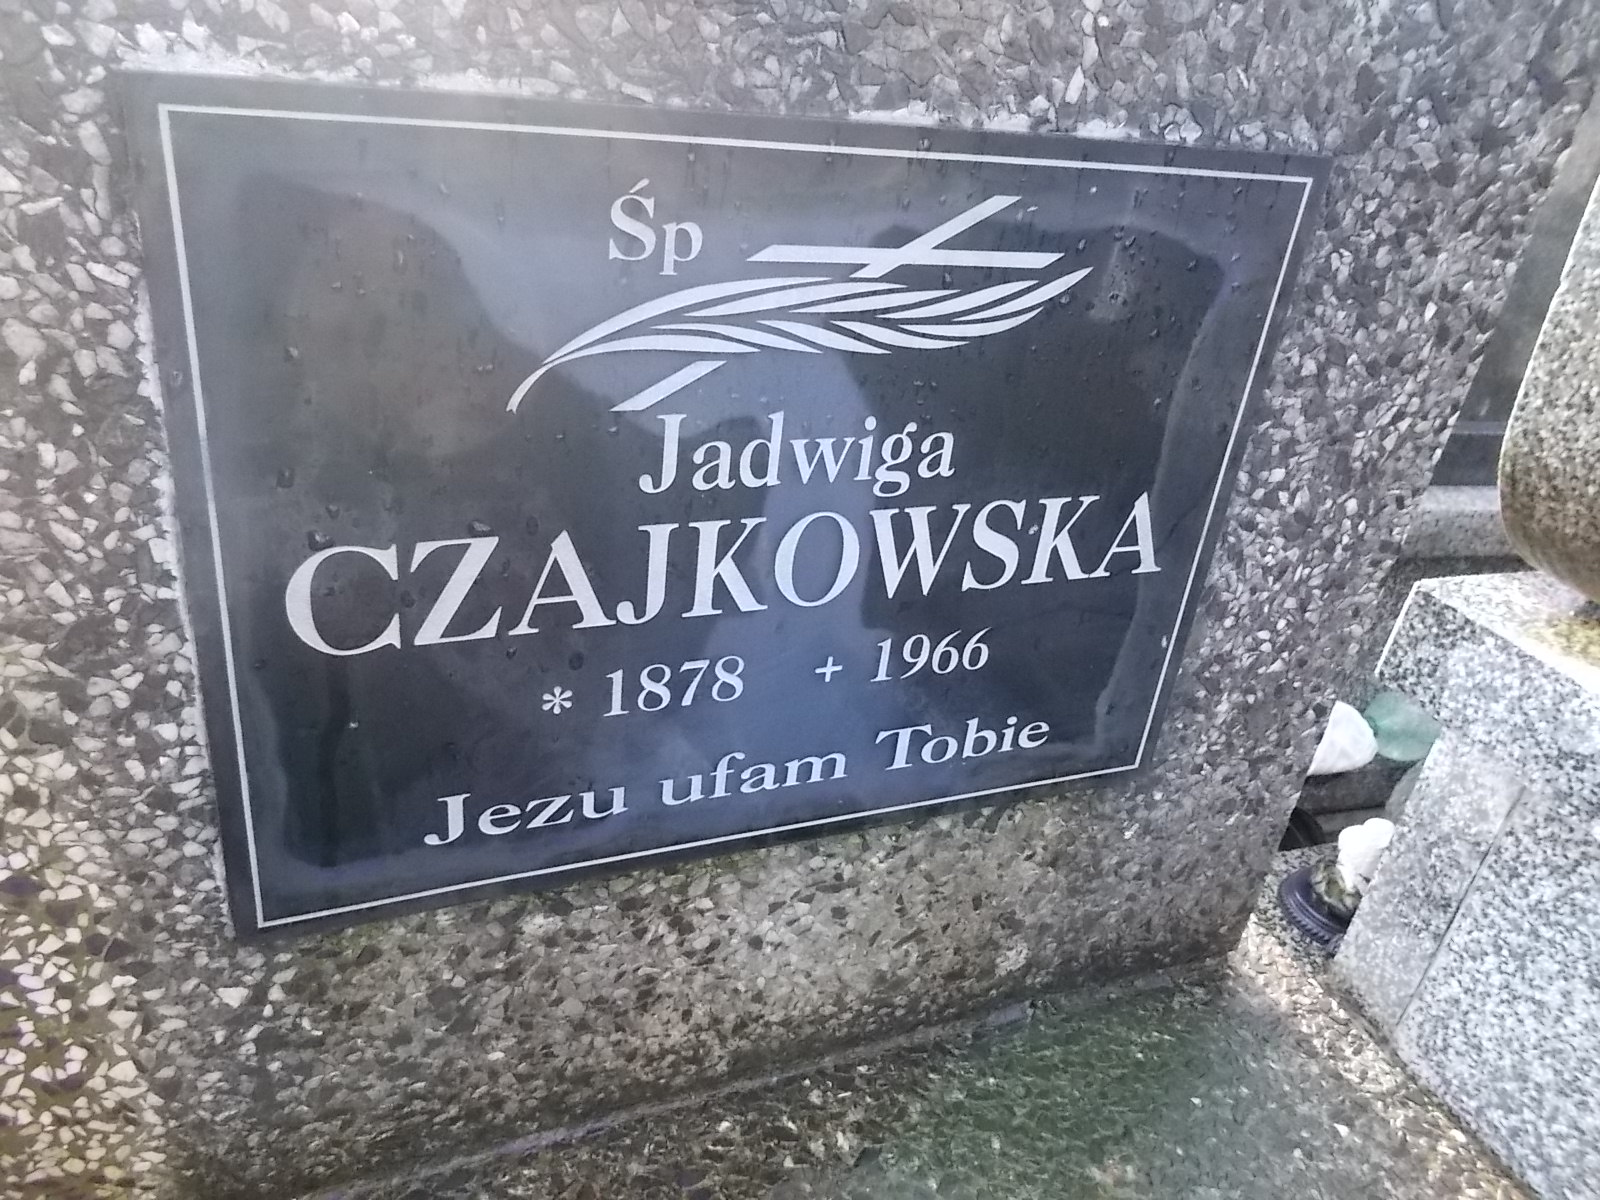 Śp
Jadwiga
CZAJKOWSKA
* 1878 + 1966
Jezu ufam Tobie